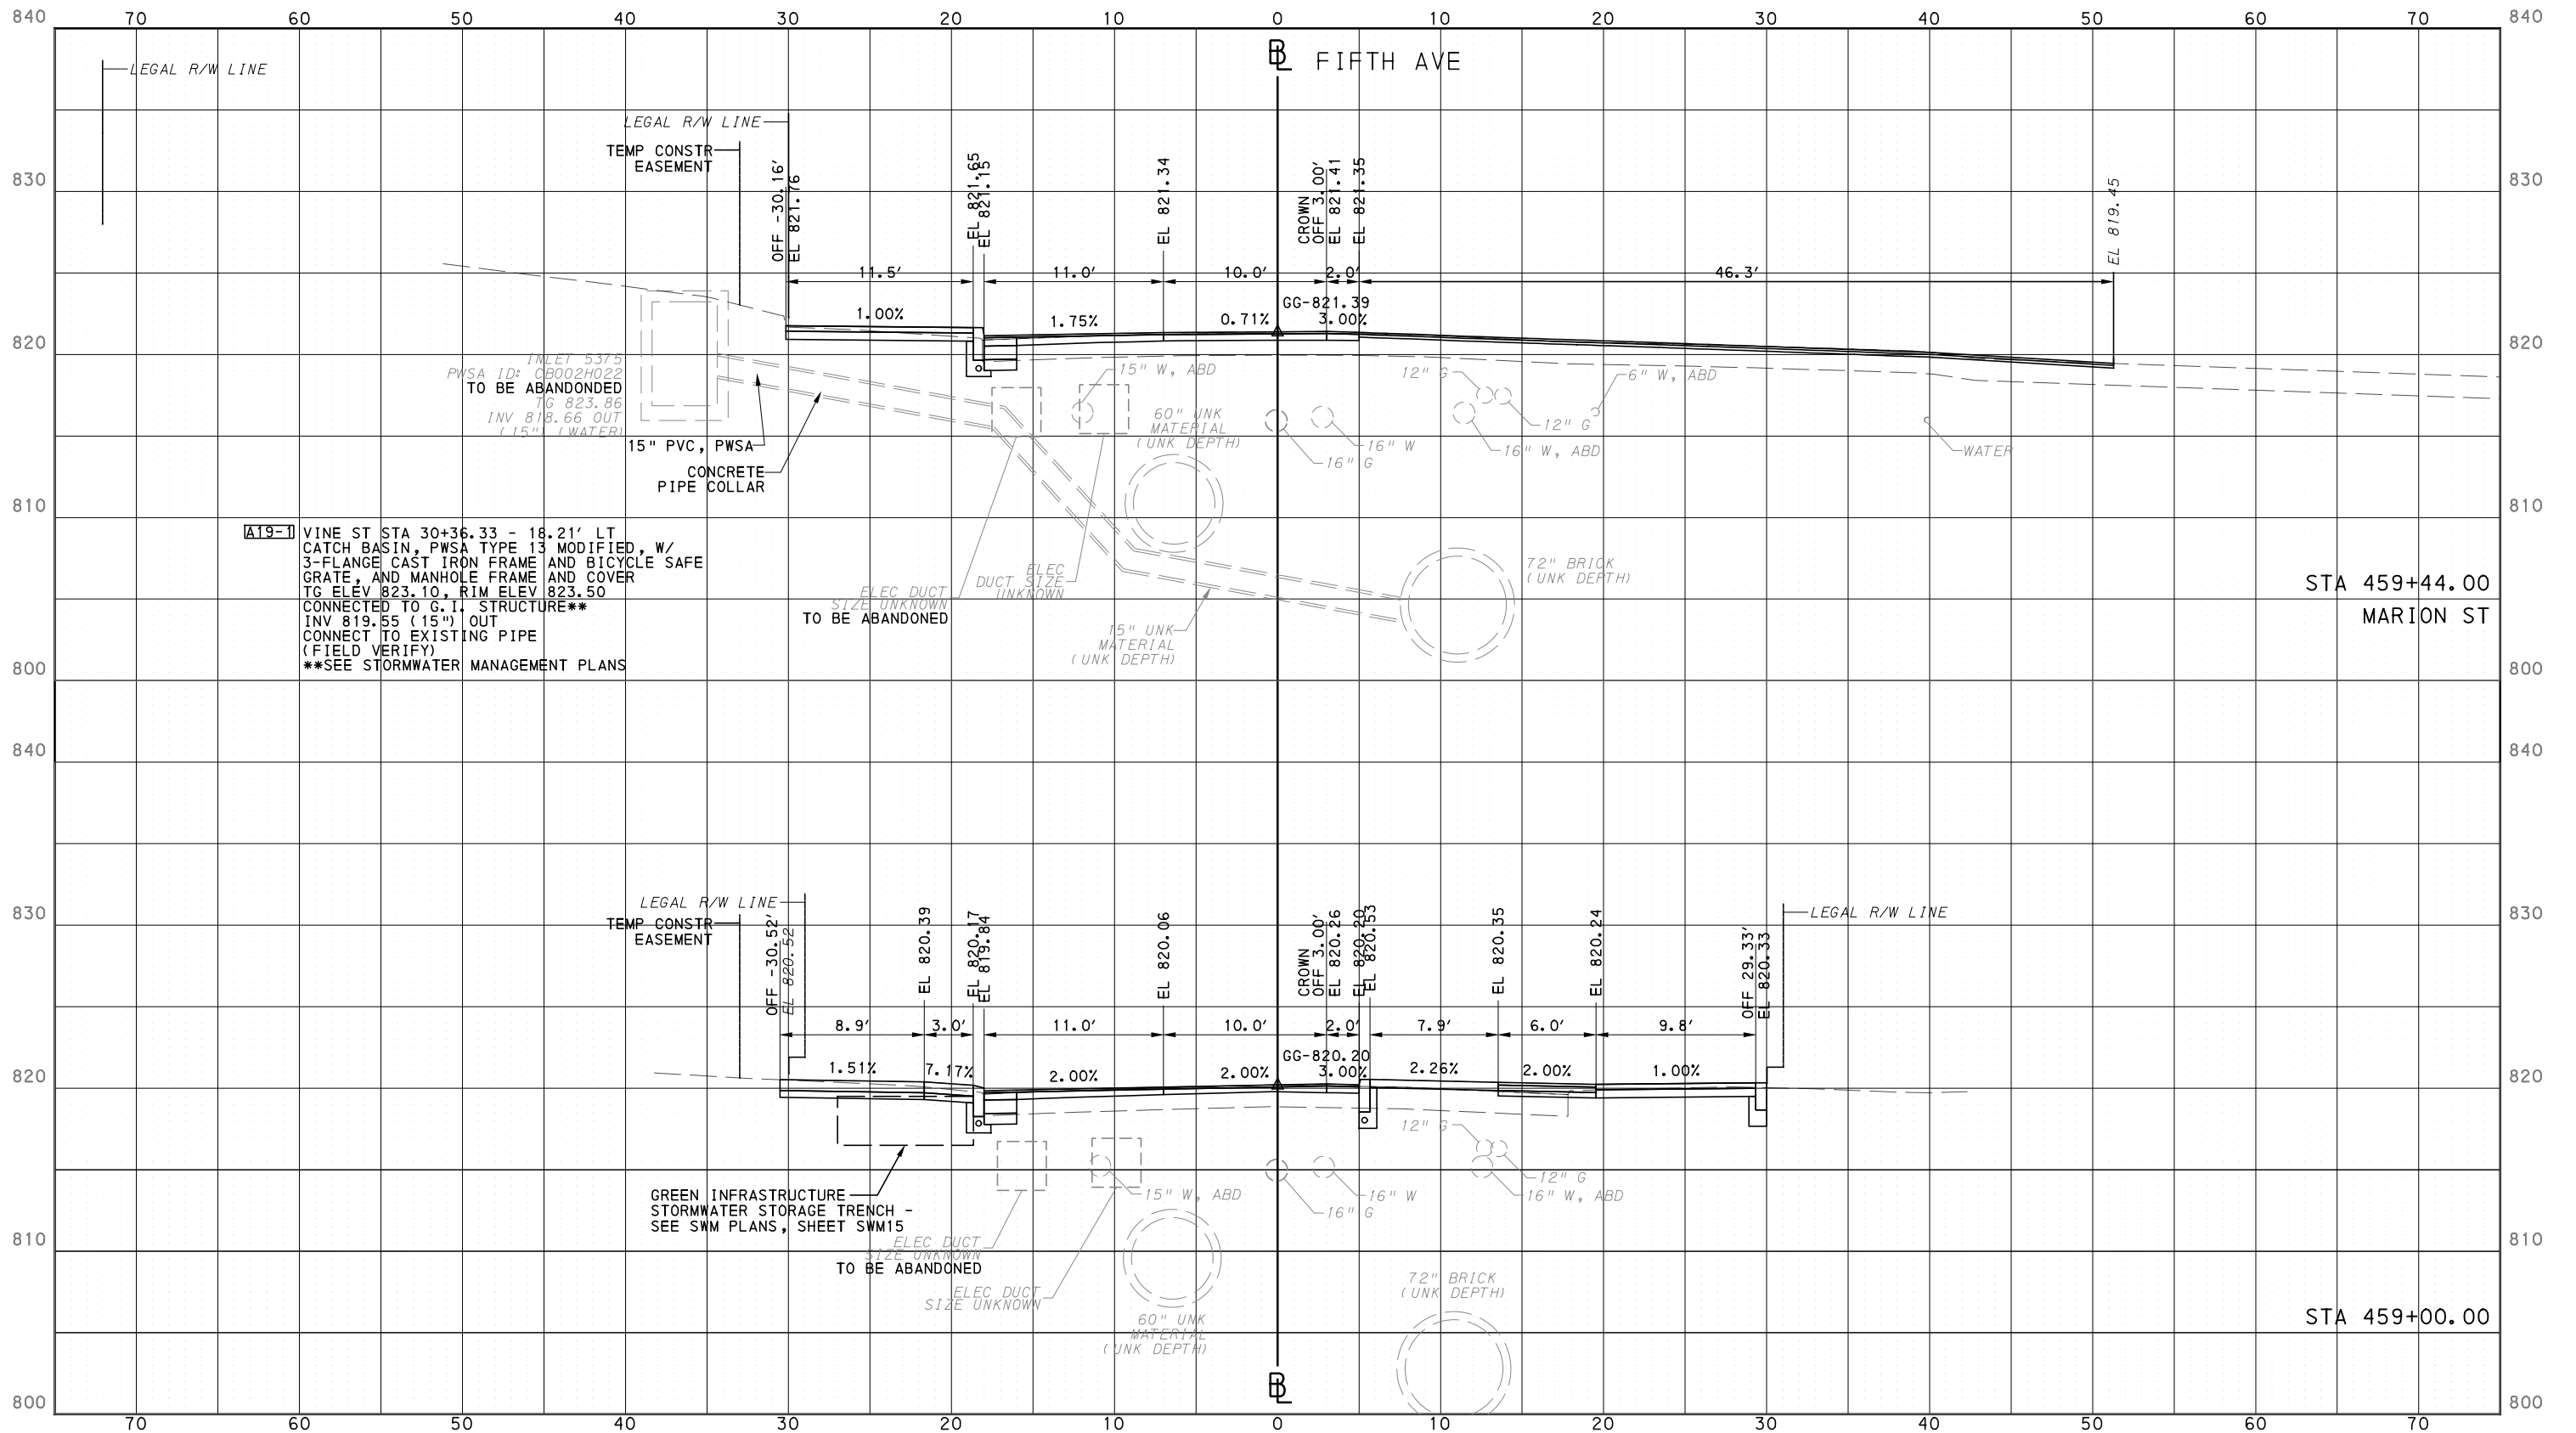 70 60 50 40 30 20 10 0 10 20 30 40 50 60 70
840 840
830 830
820 820
810 810
800 800
840 840
830 830
820 820
810 810
800 800
LEGAL R/W LINE
BL FIFTH AVE
LEGAL R/W LINE
TEMP CONSTR
EASEMENT
OFF -30.16'
EL 821.76
EL 821.65
EL 821.15
EL 821.34
CROWN
OFF 3.00'
EL 821.41
EL 821.35
EL 819.45
11.5' 11.0' 10.0' 2.0' 46.3'
GG-821.39
1.00% 1.75% 0.71% 3.00%
INLET 5375
PWSA ID: CB002H022
TO BE ABANDONDED
TG 823.86
INV 818.66 OUT
(15") (WATER)
15" PVC, PWSA
CONCRETE
PIPE COLLAR
15" W, ABD
60" UNK
MATERIAL
(UNK DEPTH)
12" G
6" W, ABD
12" G
16" W
16" W, ABD
16" G
WATER
A19-1 VINE ST STA 30+36.33 - 18.21' LT
CATCH BASIN, PWSA TYPE 13 MODIFIED, W/
3-FLANGE CAST IRON FRAME AND BICYCLE SAFE
GRATE, AND MANHOLE FRAME AND COVER
TG ELEV 823.10, RIM ELEV 823.50
CONNECTED TO G.I. STRUCTURE**
INV 819.55 (15") OUT
CONNECT TO EXISTING PIPE
(FIELD VERIFY)
**SEE STORMWATER MANAGEMENT PLANS
ELEC DUCT
SIZE UNKNOWN
TO BE ABANDONED
ELEC
DUCT SIZE
UNKNOWN
15" UNK
MATERIAL
(UNK DEPTH)
72" BRICK
(UNK DEPTH)
STA 459+44.00
MARION ST
LEGAL R/W LINE
TEMP CONSTR
EASEMENT
OFF -30.52'
EL 820.52
EL 820.39
EL 820.17
EL 819.84
EL 820.06
CROWN
OFF 3.00'
EL 820.26
EL 820.20
EL 820.53
EL 820.35
EL 820.24
OFF 29.33'
EL 820.33
LEGAL R/W LINE
8.9' 3.0' 11.0' 10.0' 2.0' 7.9' 6.0' 9.8'
GG-820.20
1.51% 7.17% 2.00% 2.00% 3.00% 2.26% 2.00% 1.00%
12" G
12" G
15" W, ABD
16" W
16" W, ABD
16" G
GREEN INFRASTRUCTURE
STORMWATER STORAGE TRENCH -
SEE SWM PLANS, SHEET SWM15
ELEC DUCT
SIZE UNKNOWN
TO BE ABANDONED
ELEC DUCT
SIZE UNKNOWN
60" UNK
MATERIAL
(UNK DEPTH)
72" BRICK
(UNK DEPTH)
STA 459+00.00
BL
70 60 50 40 30 20 10 0 10 20 30 40 50 60 70